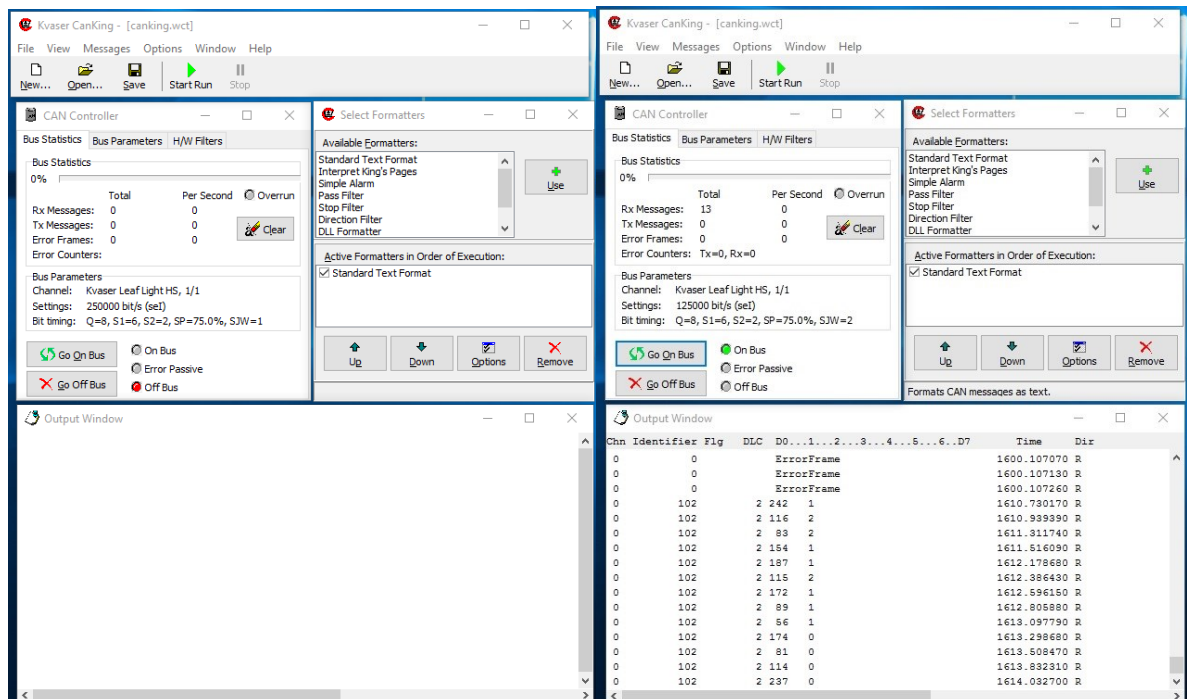 Kvaser CanKing - [canking.wct]
File View Messages Options Window Help
New... Open... Save Start Run Stop
CAN Controller
Bus Statistics Bus Parameters H/W Filters
Bus Statistics
0%
Total Per Second Overrun
Rx Messages: 0 0
Tx Messages: 0 0
Error Frames: 0 0
Error Counters:
Clear
Bus Parameters
Channel: Kvaser Leaf Light HS, 1/1
Settings: 250000 bit/s (seI)
Bit timing: Q=8, S1=6, S2=2, SP=75.0%, SJW=1
Go On Bus
Go Off Bus
On Bus
Error Passive
Off Bus
Select Formatters
Available Formatters:
Standard Text Format
Interpret King's Pages
Simple Alarm
Pass Filter
Stop Filter
Direction Filter
DLL Formatter
Use
Active Formatters in Order of Execution:
Standard Text Format
Up Down Options Remove
Output Window
Kvaser CanKing - [canking.wct]
File View Messages Options Window Help
New... Open... Save Start Run Stop
CAN Controller
Bus Statistics Bus Parameters H/W Filters
Bus Statistics
0%
Total Per Second Overrun
Rx Messages: 13 0
Tx Messages: 0 0
Error Frames: 0 0
Error Counters: Tx=0, Rx=0
Clear
Bus Parameters
Channel: Kvaser Leaf Light HS, 1/1
Settings: 125000 bit/s (seI)
Bit timing: Q=8, S1=6, S2=2, SP=75.0%, SJW=2
Go On Bus
Go Off Bus
On Bus
Error Passive
Off Bus
Select Formatters
Available Formatters:
Standard Text Format
Interpret King's Pages
Simple Alarm
Pass Filter
Stop Filter
Direction Filter
DLL Formatter
Use
Active Formatters in Order of Execution:
Standard Text Format
Up Down Options Remove
Formats CAN messages as text.
Output Window
Chn Identifier Flg DLC D0...1...2...3...4...5...6..D7 Time Dir
0 0 ErrorFrame 1600.107070 R
0 0 ErrorFrame 1600.107130 R
0 0 ErrorFrame 1600.107260 R
0 102 2 242 1 1610.730170 R
0 102 2 116 2 1610.939390 R
0 102 2 83 2 1611.311740 R
0 102 2 154 1 1611.516090 R
0 102 2 187 1 1612.178680 R
0 102 2 115 2 1612.386430 R
0 102 2 172 1 1612.596150 R
0 102 2 89 1 1612.805880 R
0 102 2 56 1 1613.097790 R
0 102 2 174 0 1613.298680 R
0 102 2 81 0 1613.508470 R
0 102 2 114 0 1613.832310 R
0 102 2 237 0 1614.032700 R